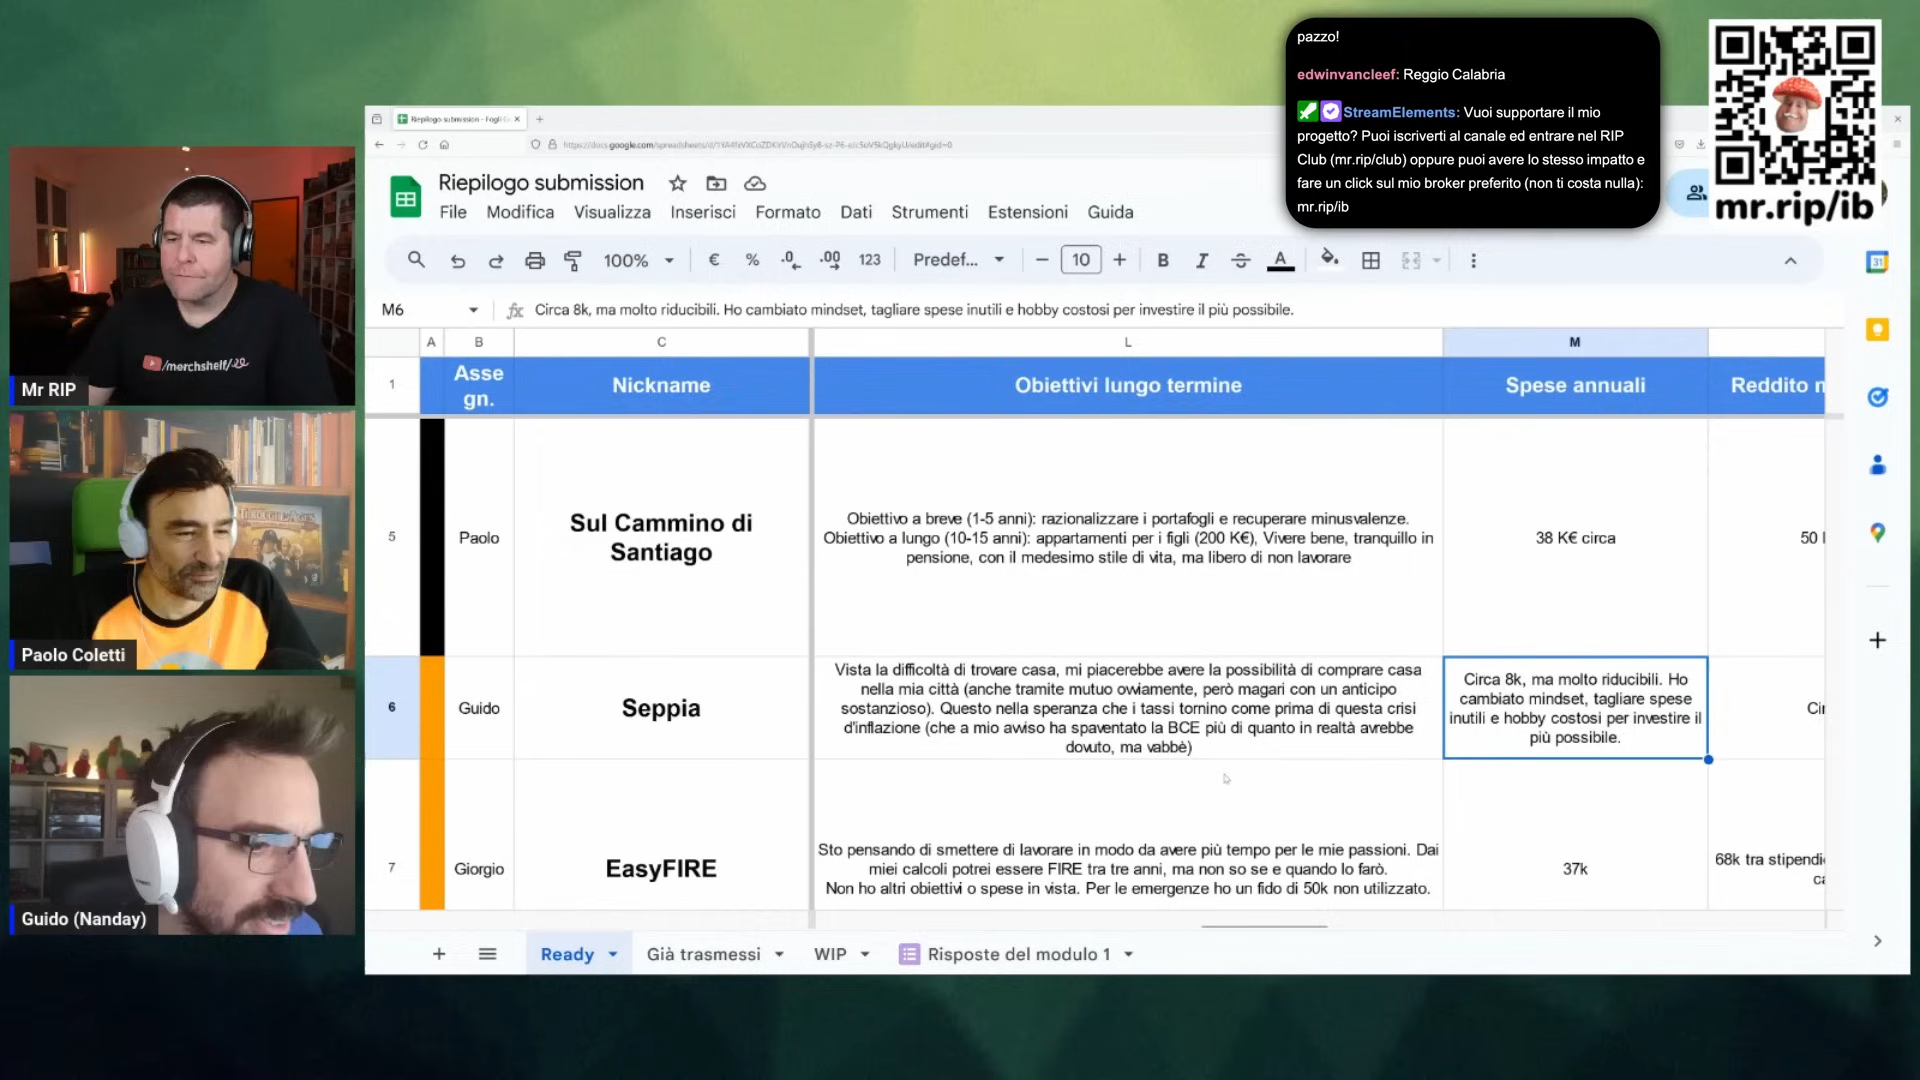 pazzo!
edwinvancleef: Reggio Calabria
StreamElements: Vuoi supportare il mio
progetto? Puoi iscriverti al canale ed entrare nel RIP
Club (mr.rip/club) oppure puoi avere lo stesso impatto e
fare un click sul mio broker preferito (non ti costa nulla):
mr.rip/ib
mr.rip/ib
Riepilogo submission
File Modifica Visualizza Inserisci Formato Dati Strumenti Estensioni Guida
100% € % .0 .00 123 Predef... 10 B I A
M6 fx Circa 8k, ma molto riducibili. Ho cambiato mindset, tagliare spese inutili e hobby costosi per investire il più possibile.
A B C L M
1 Asse
gn. Nickname Obiettivi lungo termine Spese annuali Reddito
5 Paolo Sul Cammino di
Santiago
Obiettivo a breve (1-5 anni): razionalizzare i portafogli e recuperare minusvalenze.
Obiettivo a lungo (10-15 anni): appartamenti per i figli (200 K€), Vivere bene, tranquillo in
pensione, con il medesimo stile di vita, ma libero di non lavorare
38 K€ circa
50
6 Guido Seppia
Vista la difficoltà di trovare casa, mi piacerebbe avere la possibilità di comprare casa
nella mia città (anche tramite mutuo ovviamente, però magari con un anticipo
sostanzioso). Questo nella speranza che i tassi tornino come prima di questa crisi
d'inflazione (che a mio avviso ha spaventato la BCE più di quanto in realtà avrebbe
dovuto, ma vabbè)
Circa 8k, ma molto riducibili. Ho
cambiato mindset, tagliare spese
inutili e hobby costosi per investire il
più possibile.
7 Giorgio EasyFIRE
Sto pensando di smettere di lavorare in modo da avere più tempo per le mie passioni. Dai
miei calcoli potrei essere FIRE tra tre anni, ma non so se e quando lo farò.
Non ho altri obiettivi o spese in vista. Per le emergenze ho un fido di 50k non utilizzato.
37k
68k tra stipendi
Ready Già trasmessi WIP Risposte del modulo 1
/merchshelf/
Mr RIP
THROUGH THE AGES
Paolo Coletti
Guido (Nanday)
31